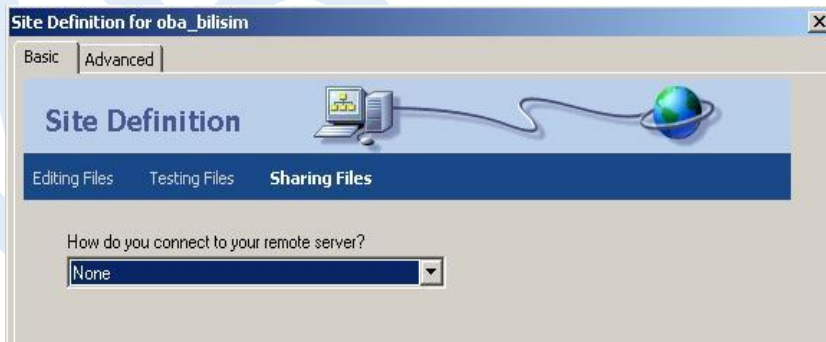 Site Definition for oba_bilisim
Basic Advanced
Site Definition
Editing Files Testing Files Sharing Files
How do you connect to your remote server?
None